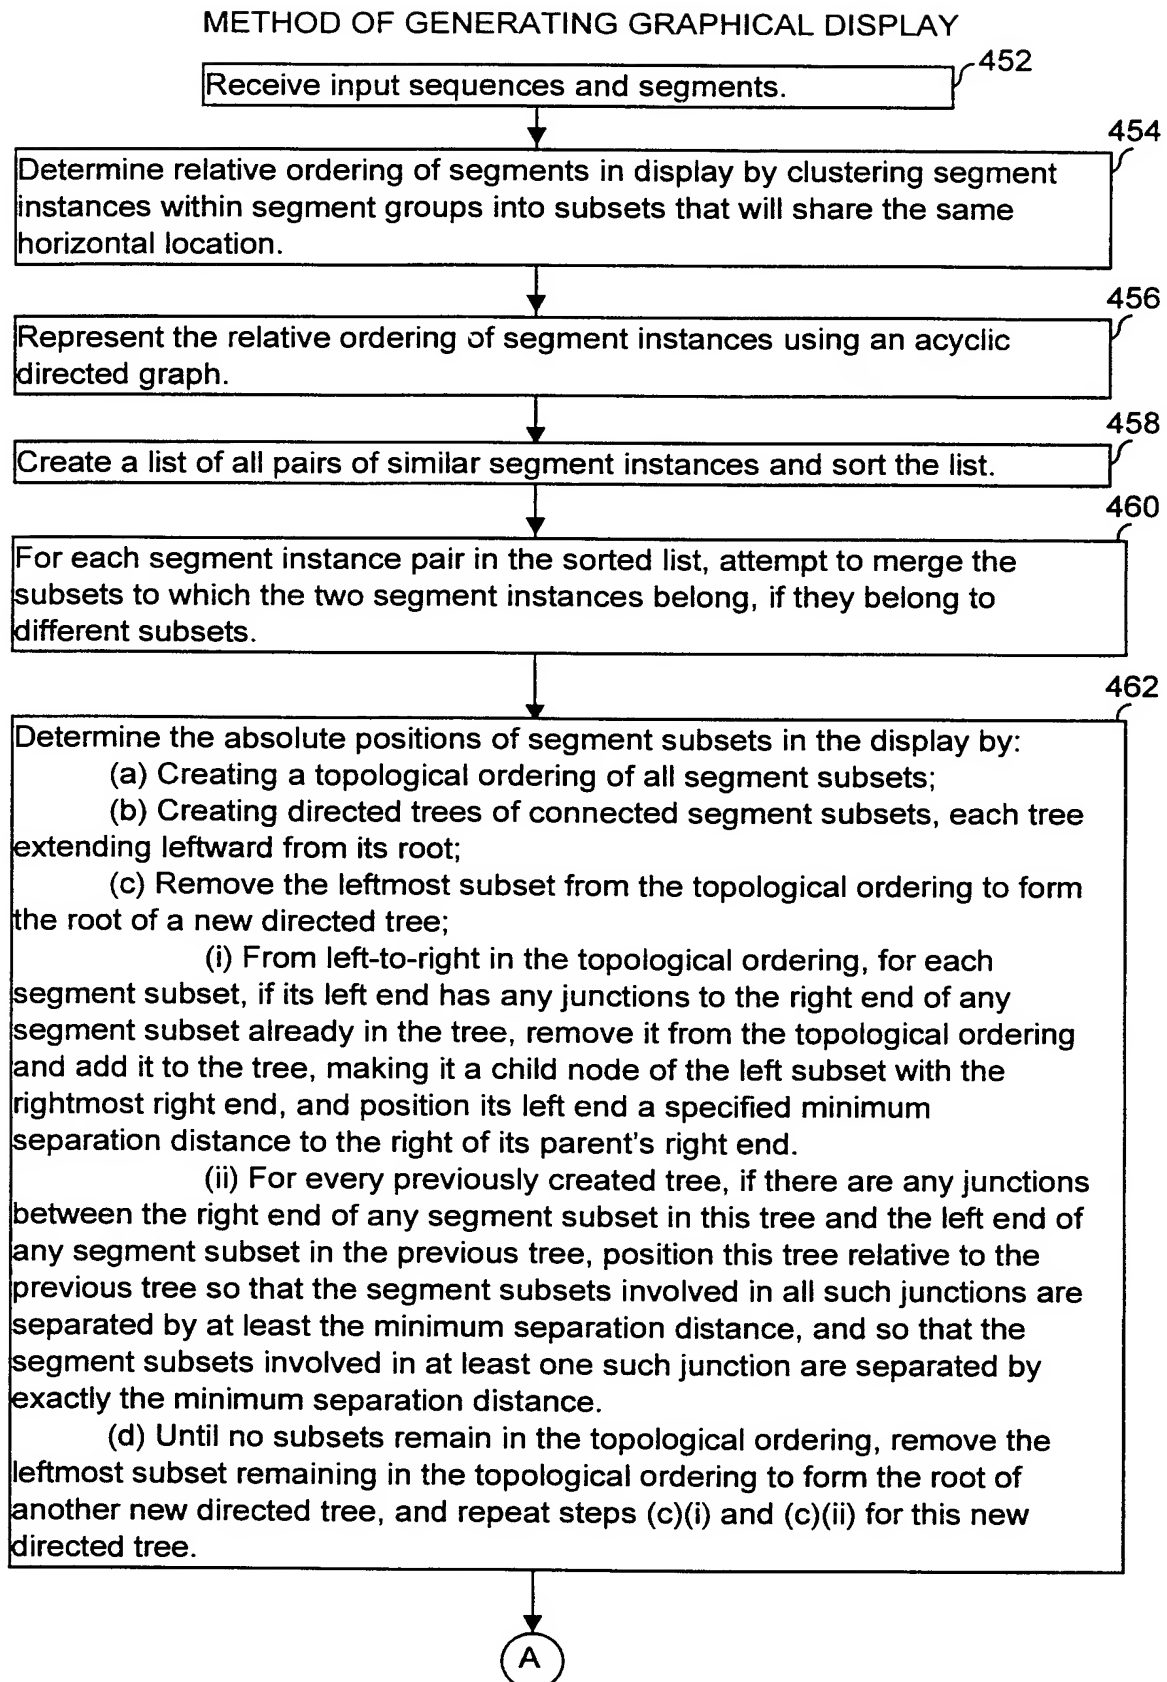 METHOD OF GENERATING GRAPHICAL DISPLAY
452
Receive input sequences and segments.
454
Determine relative ordering of segments in display by clustering segment
instances within segment groups into subsets that will share the same
horizontal location.
456
Represent the relative ordering of segment instances using an acyclic
directed graph.
458
Create a list of all pairs of similar segment instances and sort the list.
460
For each segment instance pair in the sorted list, attempt to merge the
subsets to which the two segment instances belong, if they belong to
different subsets.
462
Determine the absolute positions of segment subsets in the display by:
(a) Creating a topological ordering of all segment subsets;
(b) Creating directed trees of connected segment subsets, each tree
extending leftward from its root;
(c) Remove the leftmost subset from the topological ordering to form
the root of a new directed tree;
(i) From left-to-right in the topological ordering, for each
segment subset, if its left end has any junctions to the right end of any
segment subset already in the tree, remove it from the topological ordering
and add it to the tree, making it a child node of the left subset with the
rightmost right end, and position its left end a specified minimum
separation distance to the right of its parent's right end.
(ii) For every previously created tree, if there are any junctions
between the right end of any segment subset in this tree and the left end of
any segment subset in the previous tree, position this tree relative to the
previous tree so that the segment subsets involved in all such junctions are
separated by at least the minimum separation distance, and so that the
segment subsets involved in at least one such junction are separated by
exactly the minimum separation distance.
(d) Until no subsets remain in the topological ordering, remove the
leftmost subset remaining in the topological ordering to form the root of
another new directed tree, and repeat steps (c)(i) and (c)(ii) for this new
directed tree.
A